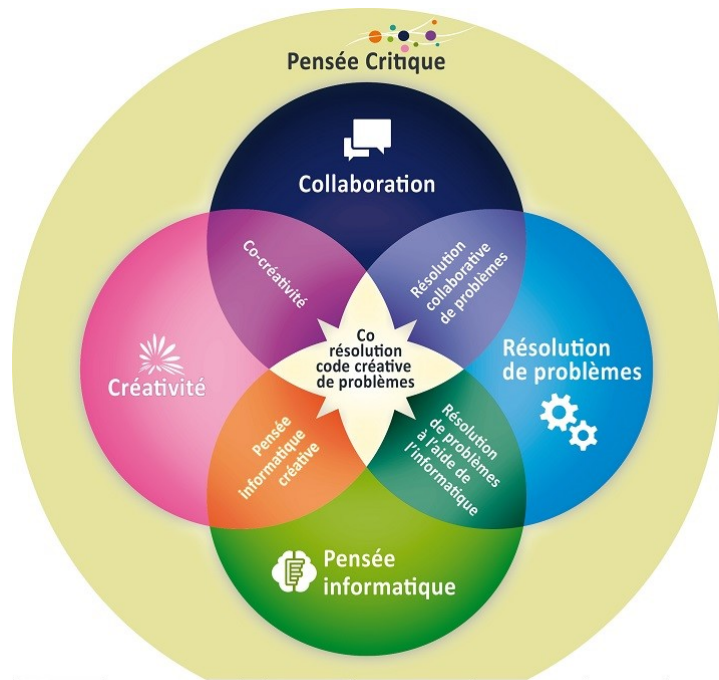 Pensée Critique
Collaboration
Co-créativité
Résolution
collaborative
de problèmes
Co
résolution
code créative
de problèmes
Créativité
Résolution
de problèmes
Pensée
informatique
créative
Résolution
de problèmes
à l'aide de
l'informatique
Pensée
informatique